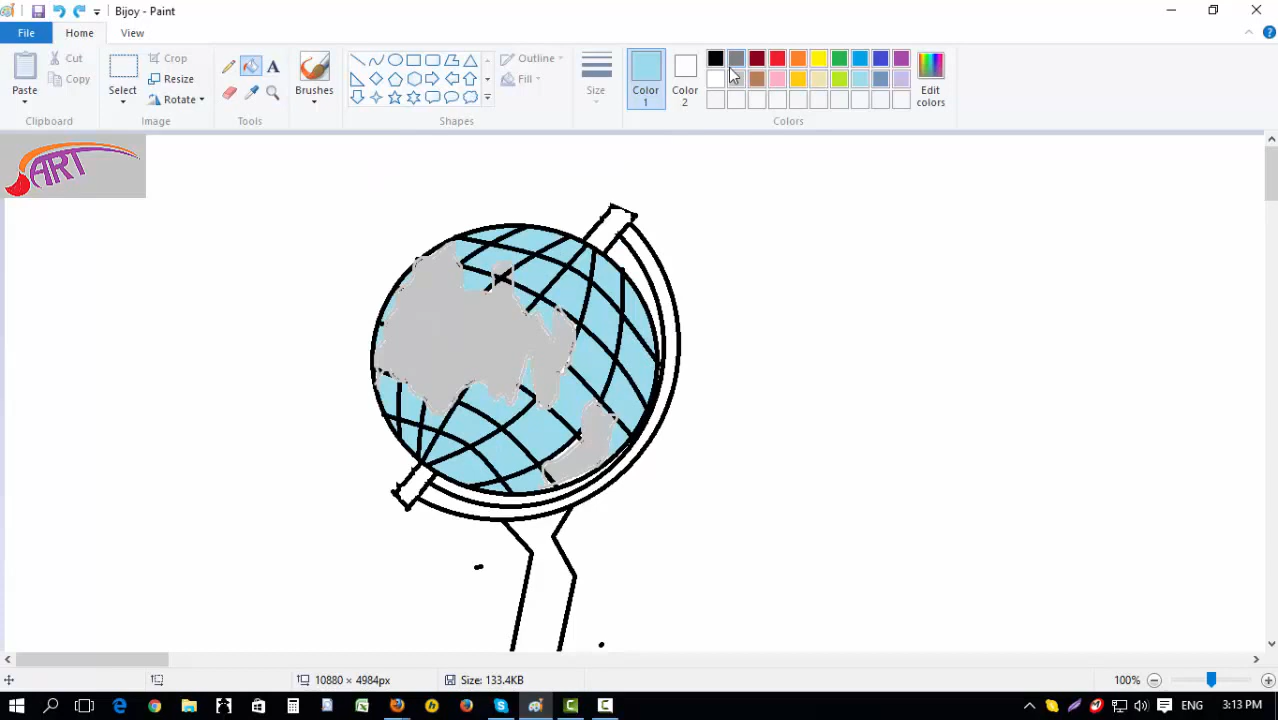 Bijoy - Paint
File
Home
View
Paste
Cut
Copy
Clipboard
Select
Crop
Resize
Rotate
Image
A
Tools
Brushes
Shapes
Outline
Fill
Size
Color 1
Color 2
Edit colors
Colors
ART
10880 × 4984px
Size: 133.4KB
100%
ENG
3:13 PM